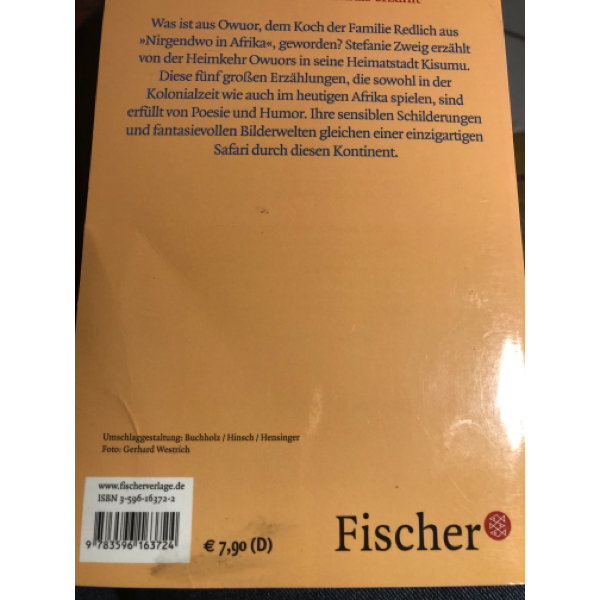 erzählt
Was ist aus Owuor, dem Koch der Familie Redlich aus
»Nirgendwo in Afrika«, geworden? Stefanie Zweig erzählt
von der Heimkehr Owuors in seine Heimatstadt Kisumu.
Diese fünf großen Erzählungen, die sowohl in der
Kolonialzeit wie auch im heutigen Afrika spielen, sind
erfüllt von Poesie und Humor. Ihre sensiblen Schilderungen
und fantasievollen Bilderwelten gleichen einer einzigartigen
Safari durch diesen Kontinent.
Umschlaggestaltung: Buchholz / Hinsch / Hensinger
Foto: Gerhard Westrich
www.fischerverlage.de
ISBN 3-596-16372-2
9 783596 163724
€ 7,90 (D)
Fischer